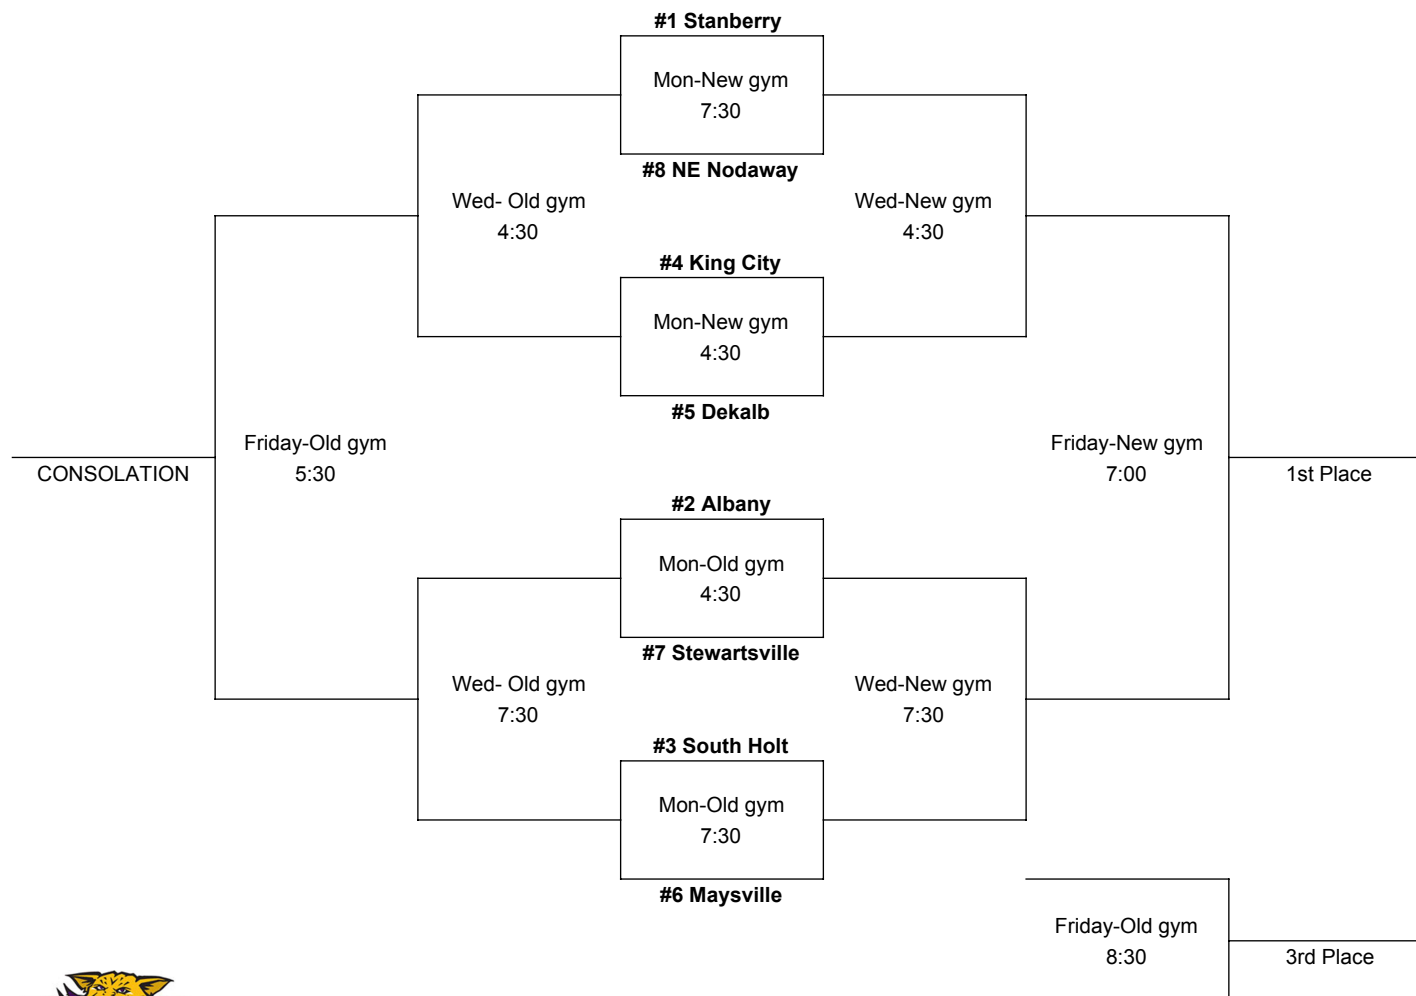 #1 Stanberry
Mon-New gym
7:30
#8 NE Nodaway
Wed- Old gym
4:30
Wed-New gym
4:30
#4 King City
Mon-New gym
4:30
#5 Dekalb
Friday-Old gym
5:30
CONSOLATION
Friday-New gym
7:00
1st Place
#2 Albany
Mon-Old gym
4:30
#7 Stewartsville
Wed- Old gym
7:30
Wed-New gym
7:30
#3 South Holt
Mon-Old gym
7:30
#6 Maysville
Friday-Old gym
8:30
3rd Place